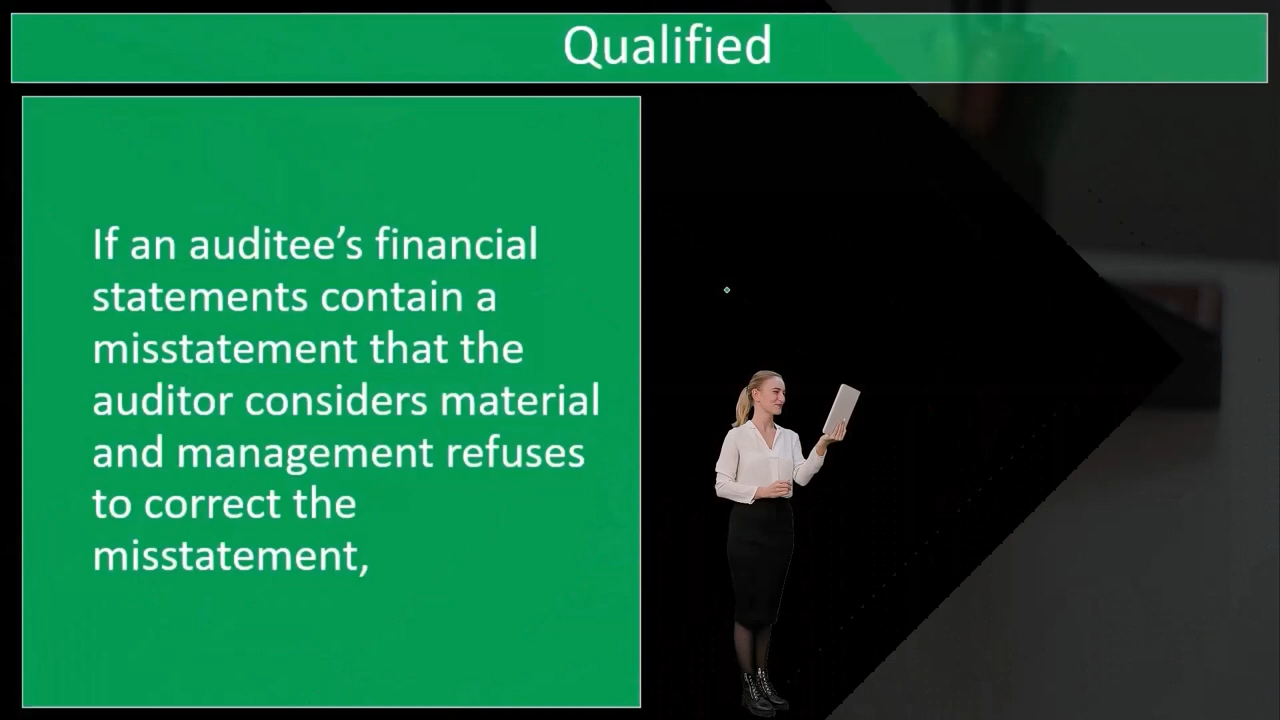 Qualified
If an auditee’s financial
statements contain a
misstatement that the
auditor considers material
and management refuses
to correct the
misstatement,